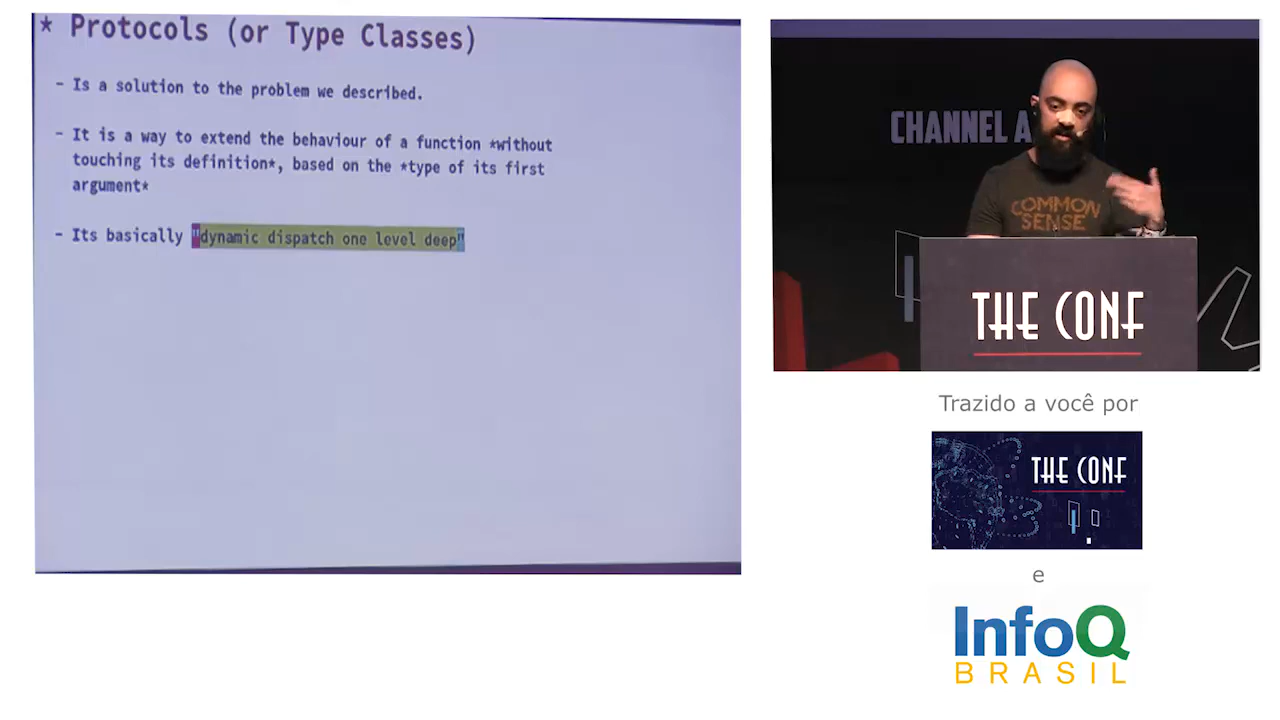 * Protocols (or Type Classes)
- Is a solution to the problem we described.
- It is a way to extend the behaviour of a function *without
touching its definition*, based on the *type of its first
argument*
- Its basically "dynamic dispatch one level deep"
CHANNEL A
COMMON
SENSE
THE CONF
Trazido a você por
THE CONF
e
InfoQ
BRASIL